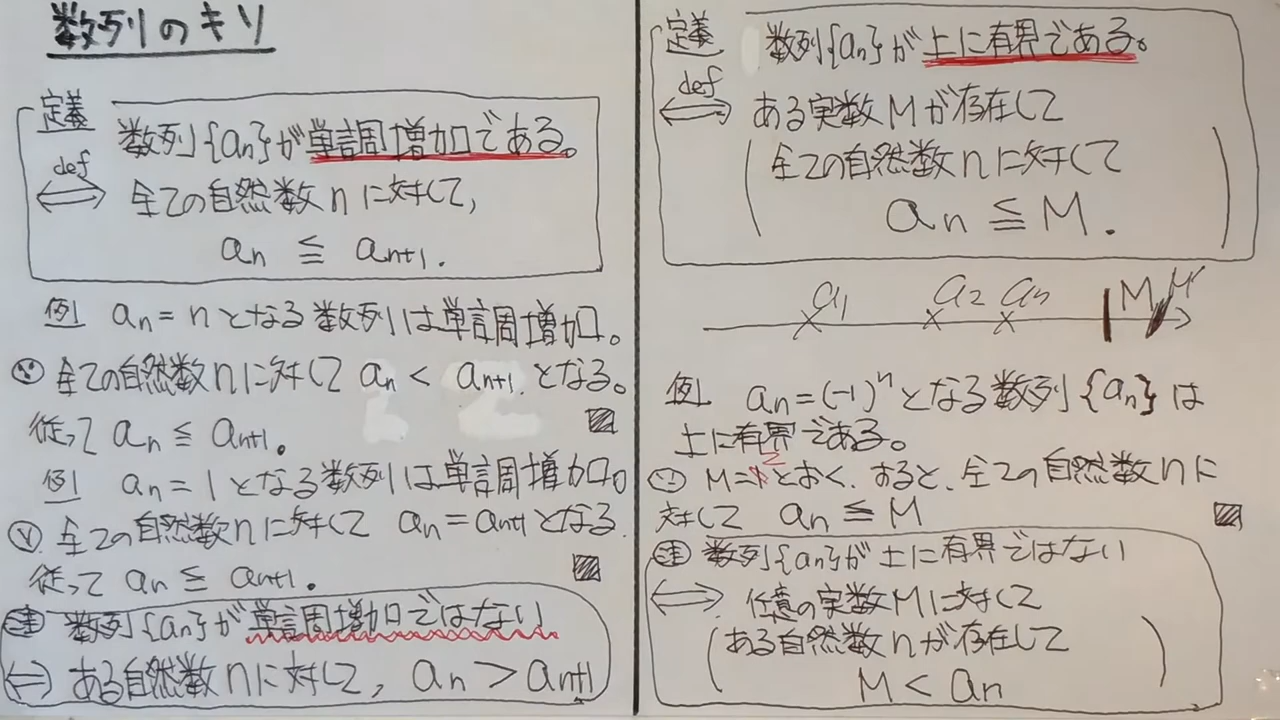 数列のキソ
定義
数列{an}が単調増加である。
def
⟺ 全ての自然数nに対して,
an ≦ an+1.
例 an=nとなる数列は単調増加。
∵ 全ての自然数nに対して an < an+1 となる。
従って an ≦ an+1。
例 an=1となる数列は単調増加。
∵ 全ての自然数nに対して an=an+1となる.
従って an ≦ an+1.
注 数列{an}が単調増加ではない
⟺ ある自然数nに対して, an>an+1
定義
数列{an}が上に有界である。
def
⟺ ある実数Mが存在して
(全ての自然数nに対して
an≦M.)
a1 a2 an M M'
例 an=(-1)^nとなる数列{an}は
上に有界である。
∵ M=2とおく. すると、全ての自然数nに
対して an≦M
注 数列{an}が上に有界ではない
⟺ 任意の実数Mに対して
(ある自然数nが存在して
M<an)